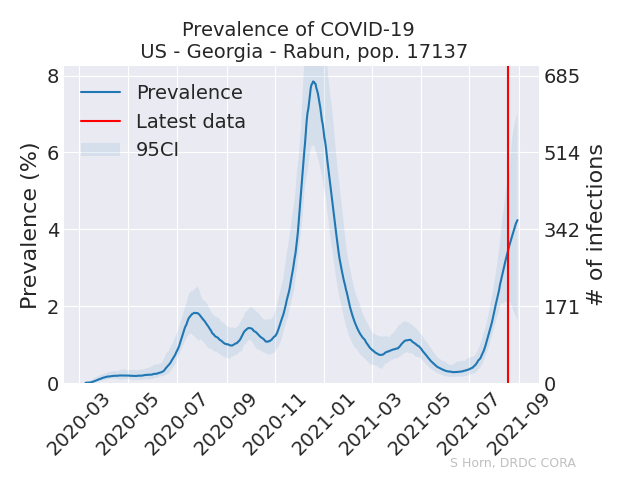 Prevalence of COVID-19
US - Georgia - Rabun, pop. 17137
Prevalence
Latest data
95CI
Prevalence (%)
8
6
4
2
0
685
514
342
171
0
# of infections
2020-03
2020-05
2020-07
2020-09
2020-11
2021-01
2021-03
2021-05
2021-07
2021-09
S Horn, DRDC CORA